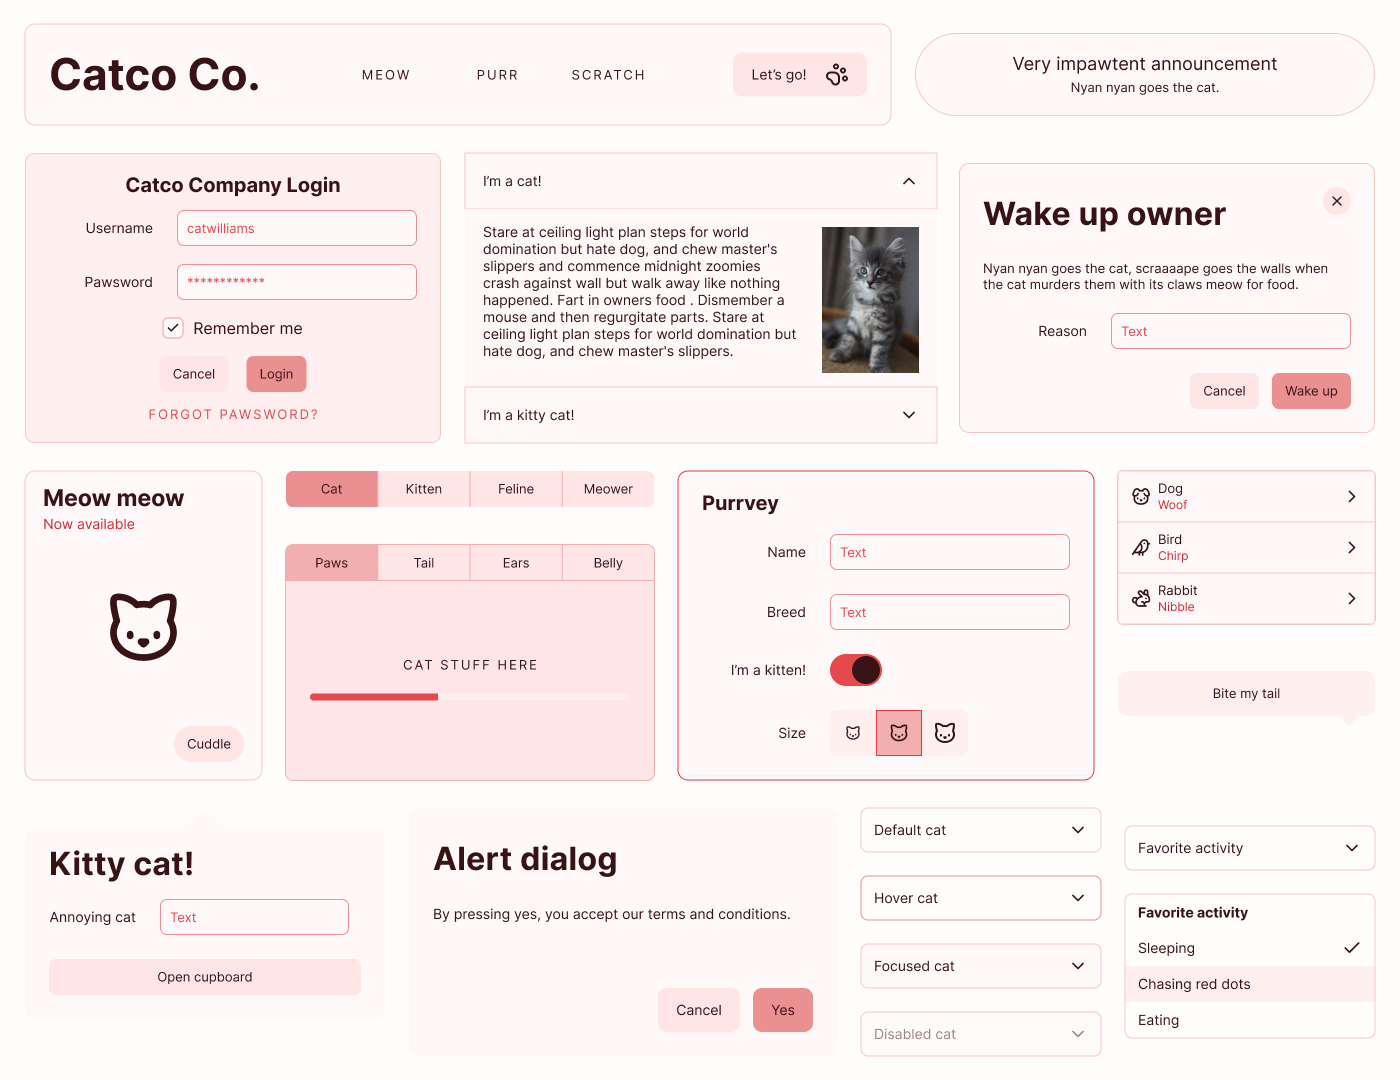 Catco Co.
MEOW
PURR
SCRATCH
Let's go!
Very impawtent announcement
Nyan nyan goes the cat.
Catco Company Login
Username
catwilliams
Pawsword
************
Remember me
Cancel
Login
FORGOT PAWSWORD?
I'm a cat!
Stare at ceiling light plan steps for world
domination but hate dog, and chew master's
slippers and commence midnight zoomies
crash against wall but walk away like nothing
happened. Fart in owners food . Dismember a
mouse and then regurgitate parts. Stare at
ceiling light plan steps for world domination but
hate dog, and chew master's slippers.
I'm a kitty cat!
Wake up owner
Nyan nyan goes the cat, scraaaape goes the walls when
the cat murders them with its claws meow for food.
Reason
Text
Cancel
Wake up
Meow meow
Now available
Cuddle
Cat
Kitten
Feline
Meower
Paws
Tail
Ears
Belly
CAT STUFF HERE
Purrvey
Name
Text
Breed
Text
I'm a kitten!
Size
Dog
Woof
Bird
Chirp
Rabbit
Nibble
Bite my tail
Kitty cat!
Annoying cat
Text
Open cupboard
Alert dialog
By pressing yes, you accept our terms and conditions.
Cancel
Yes
Default cat
Hover cat
Focused cat
Disabled cat
Favorite activity
Favorite activity
Sleeping
Chasing red dots
Eating